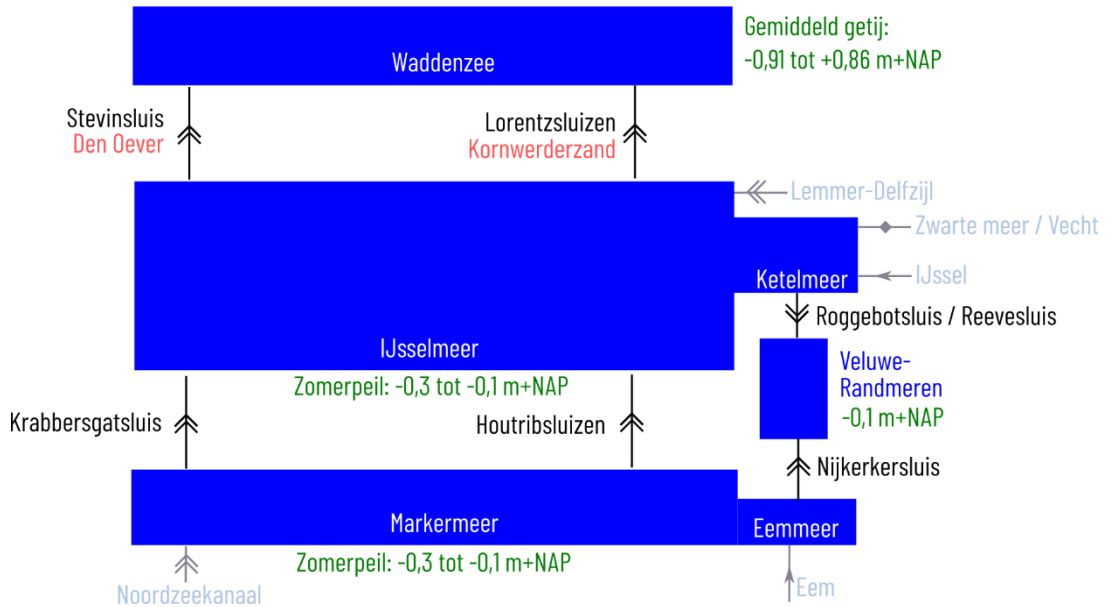 Gemiddeld getij:
-0,91 tot +0,86 m+NAP
Waddenzee
Stevinsluis
Den Oever
Lorentzsluizen
Kornwerderzand
Lemmer-Delfzijl
Zwarte meer / Vecht
IJssel
Ketelmeer
Roggebotsluis / Reevesluis
IJsselmeer
Zomerpeil: -0,3 tot -0,1 m+NAP
Veluwe-
Randmeren
-0,1 m+NAP
Krabbersgatsluis
Houtribsluizen
Nijkerkersluis
Markermeer
Eemmeer
Zomerpeil: -0,3 tot -0,1 m+NAP
Noordzeekanaal
Eem